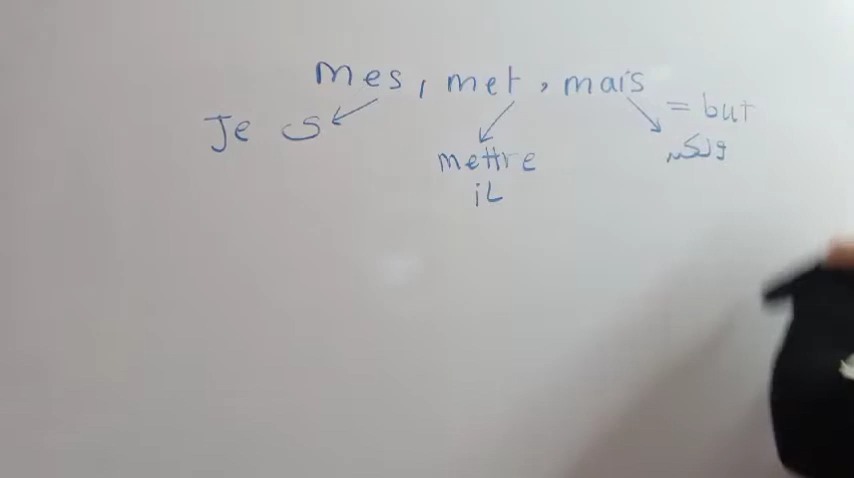 mes, met, mais
= but
Je ى
mettre
ولكن
il